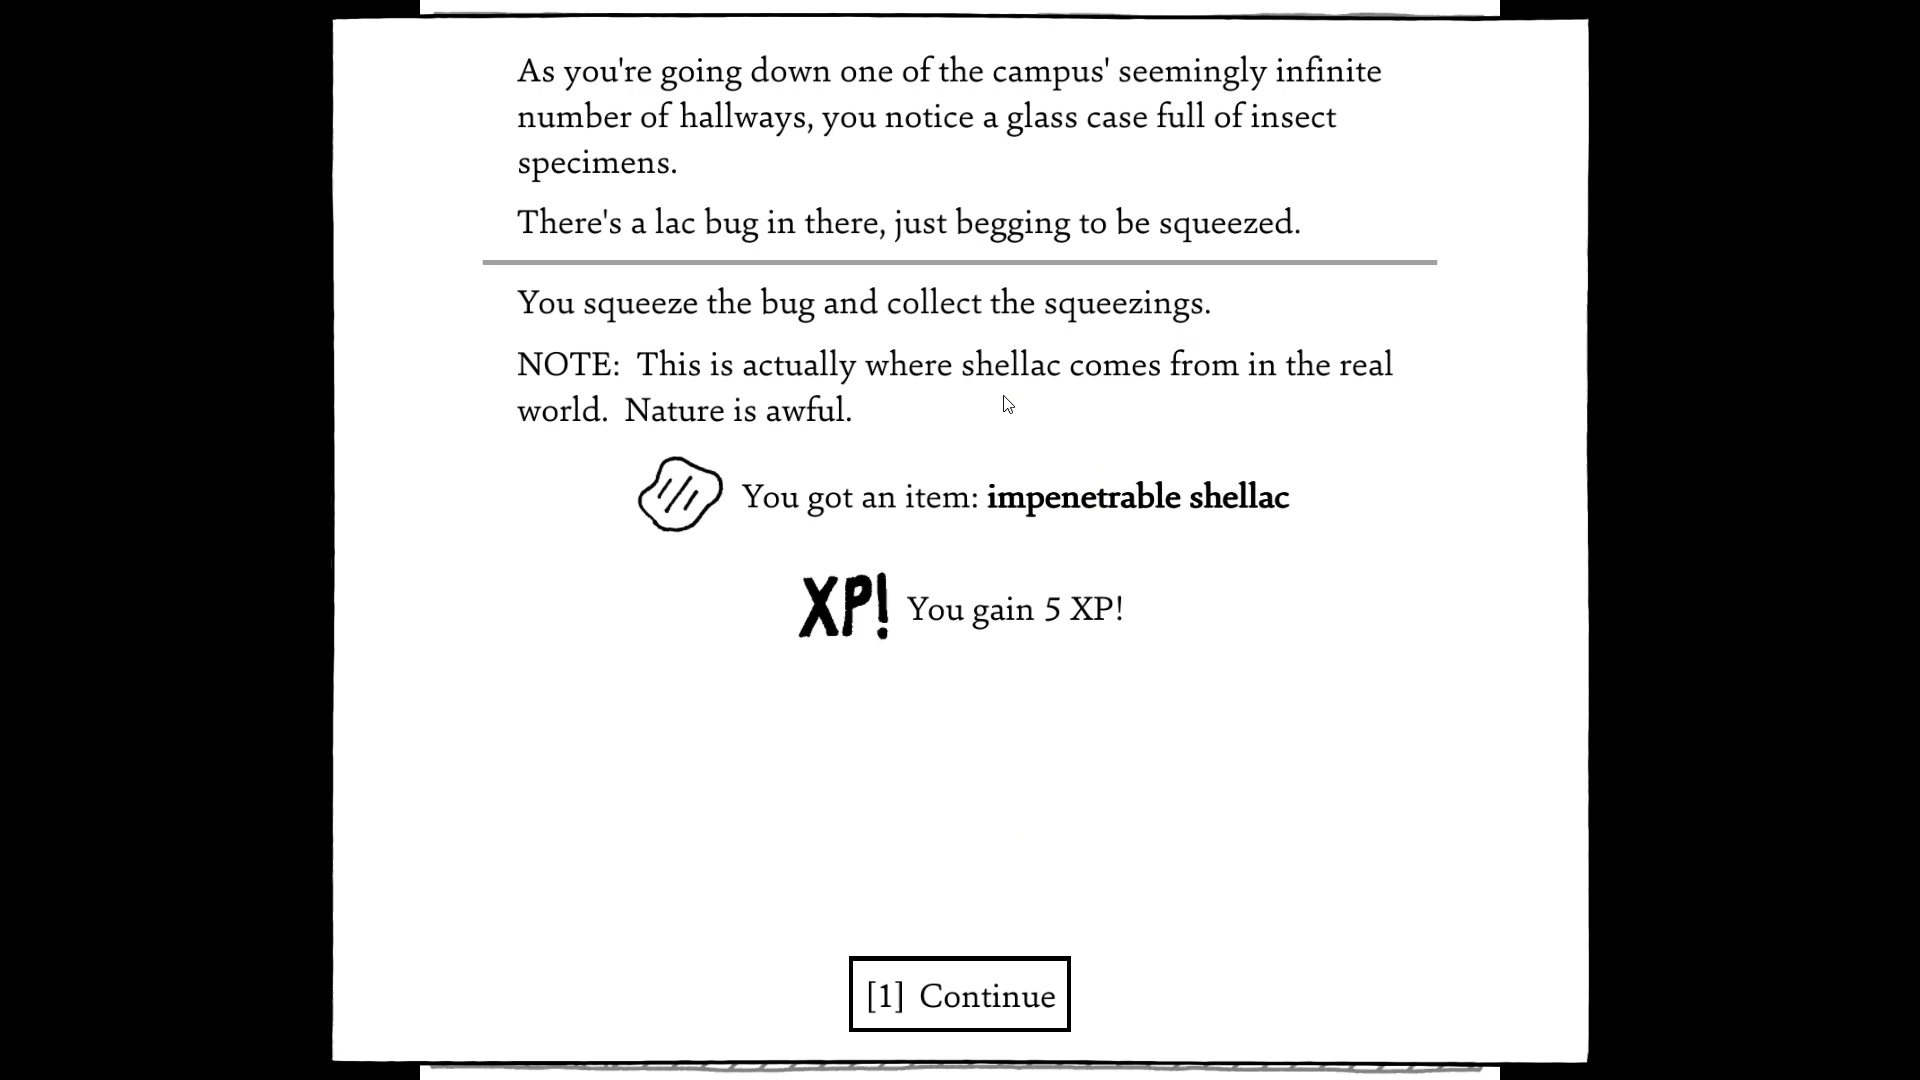 As you're going down one of the campus' seemingly infinite
number of hallways, you notice a glass case full of insect
specimens.
There's a lac bug in there, just begging to be squeezed.
You squeeze the bug and collect the squeezings.
NOTE:  This is actually where shellac comes from in the real
world.  Nature is awful.
You got an item: impenetrable shellac
XP! You gain 5 XP!
[1]  Continue